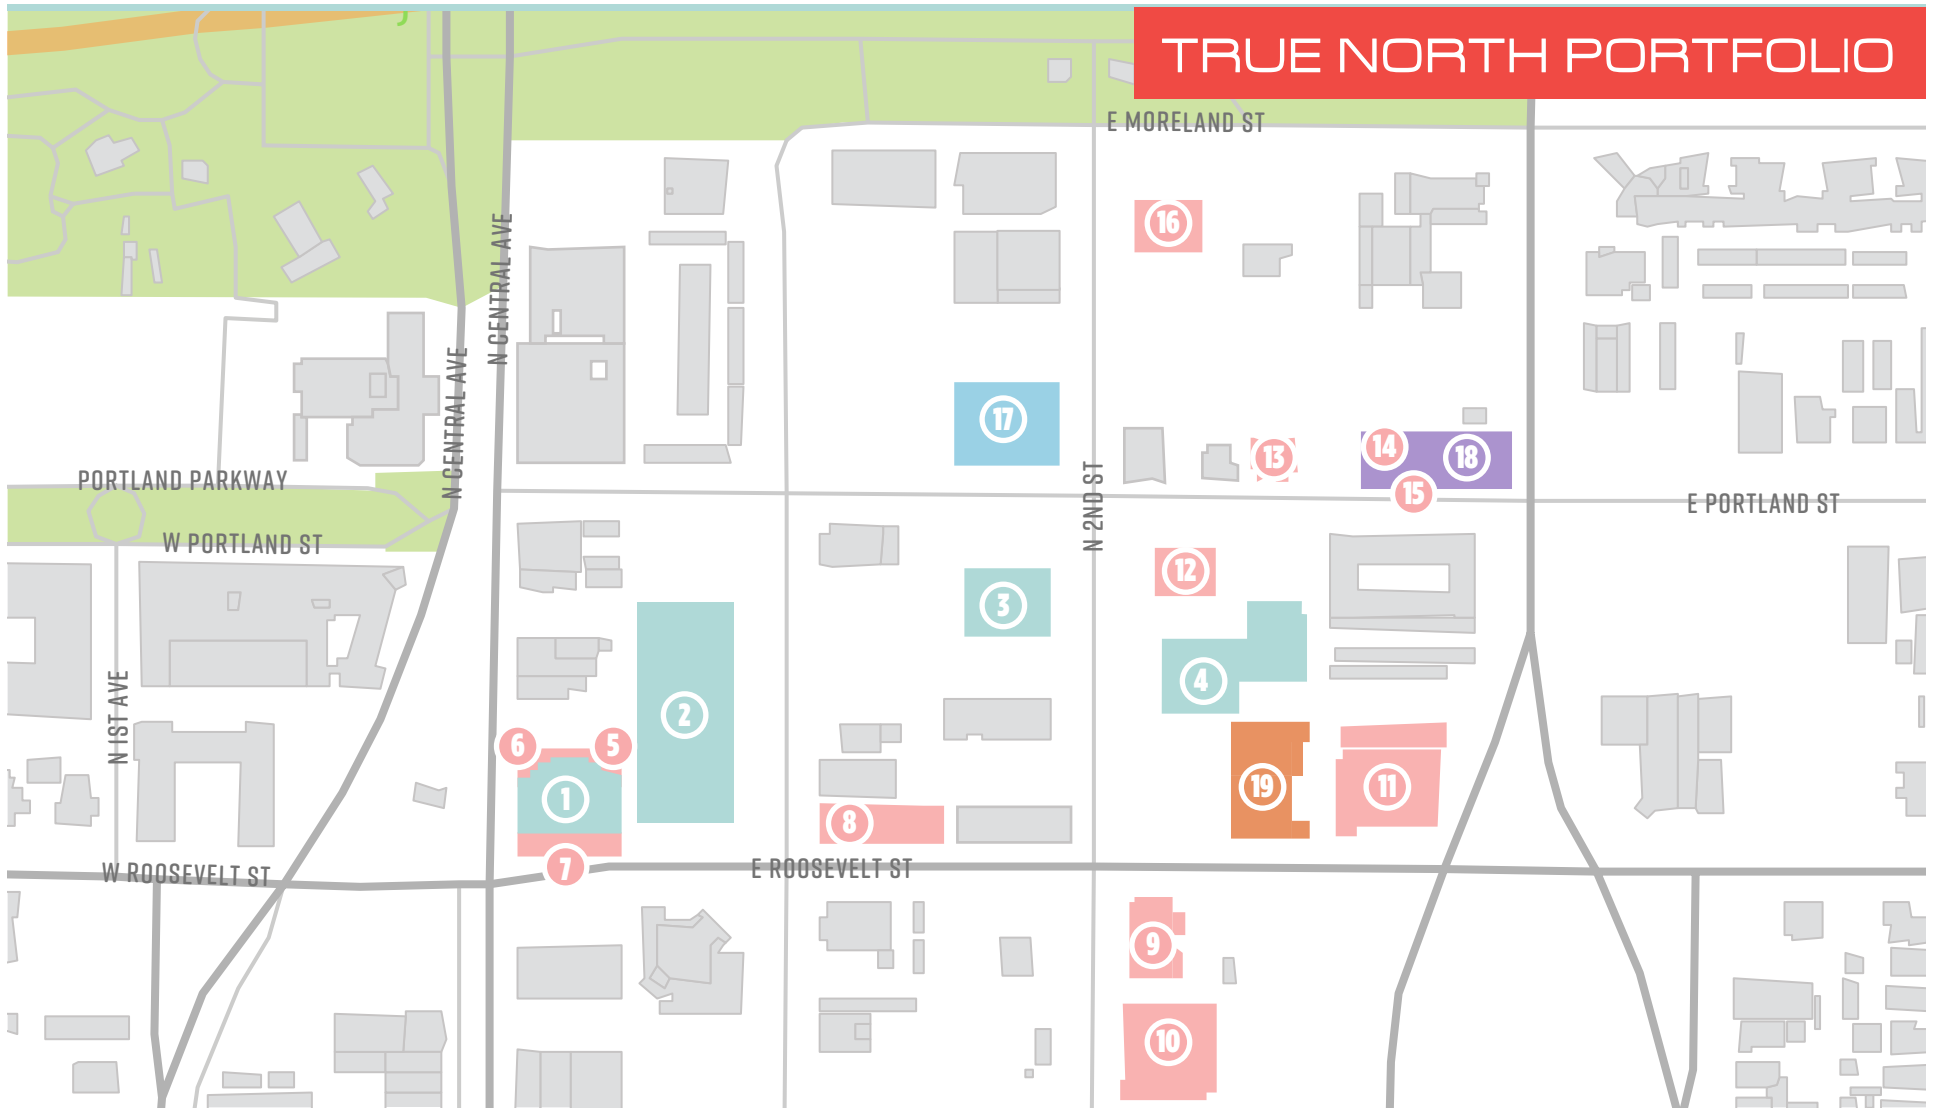 TRUE NORTH PORTFOLIO
E MORELAND ST
16
N CENTRAL AVE
N CENTRAL AVE
17
14
18
13
15
PORTLAND PARKWAY
N 2ND ST
E PORTLAND ST
W PORTLAND ST
12
3
4
2
N 1ST AVE
6
5
1
19
11
8
7
W ROOSEVELT ST
E ROOSEVELT ST
9
10